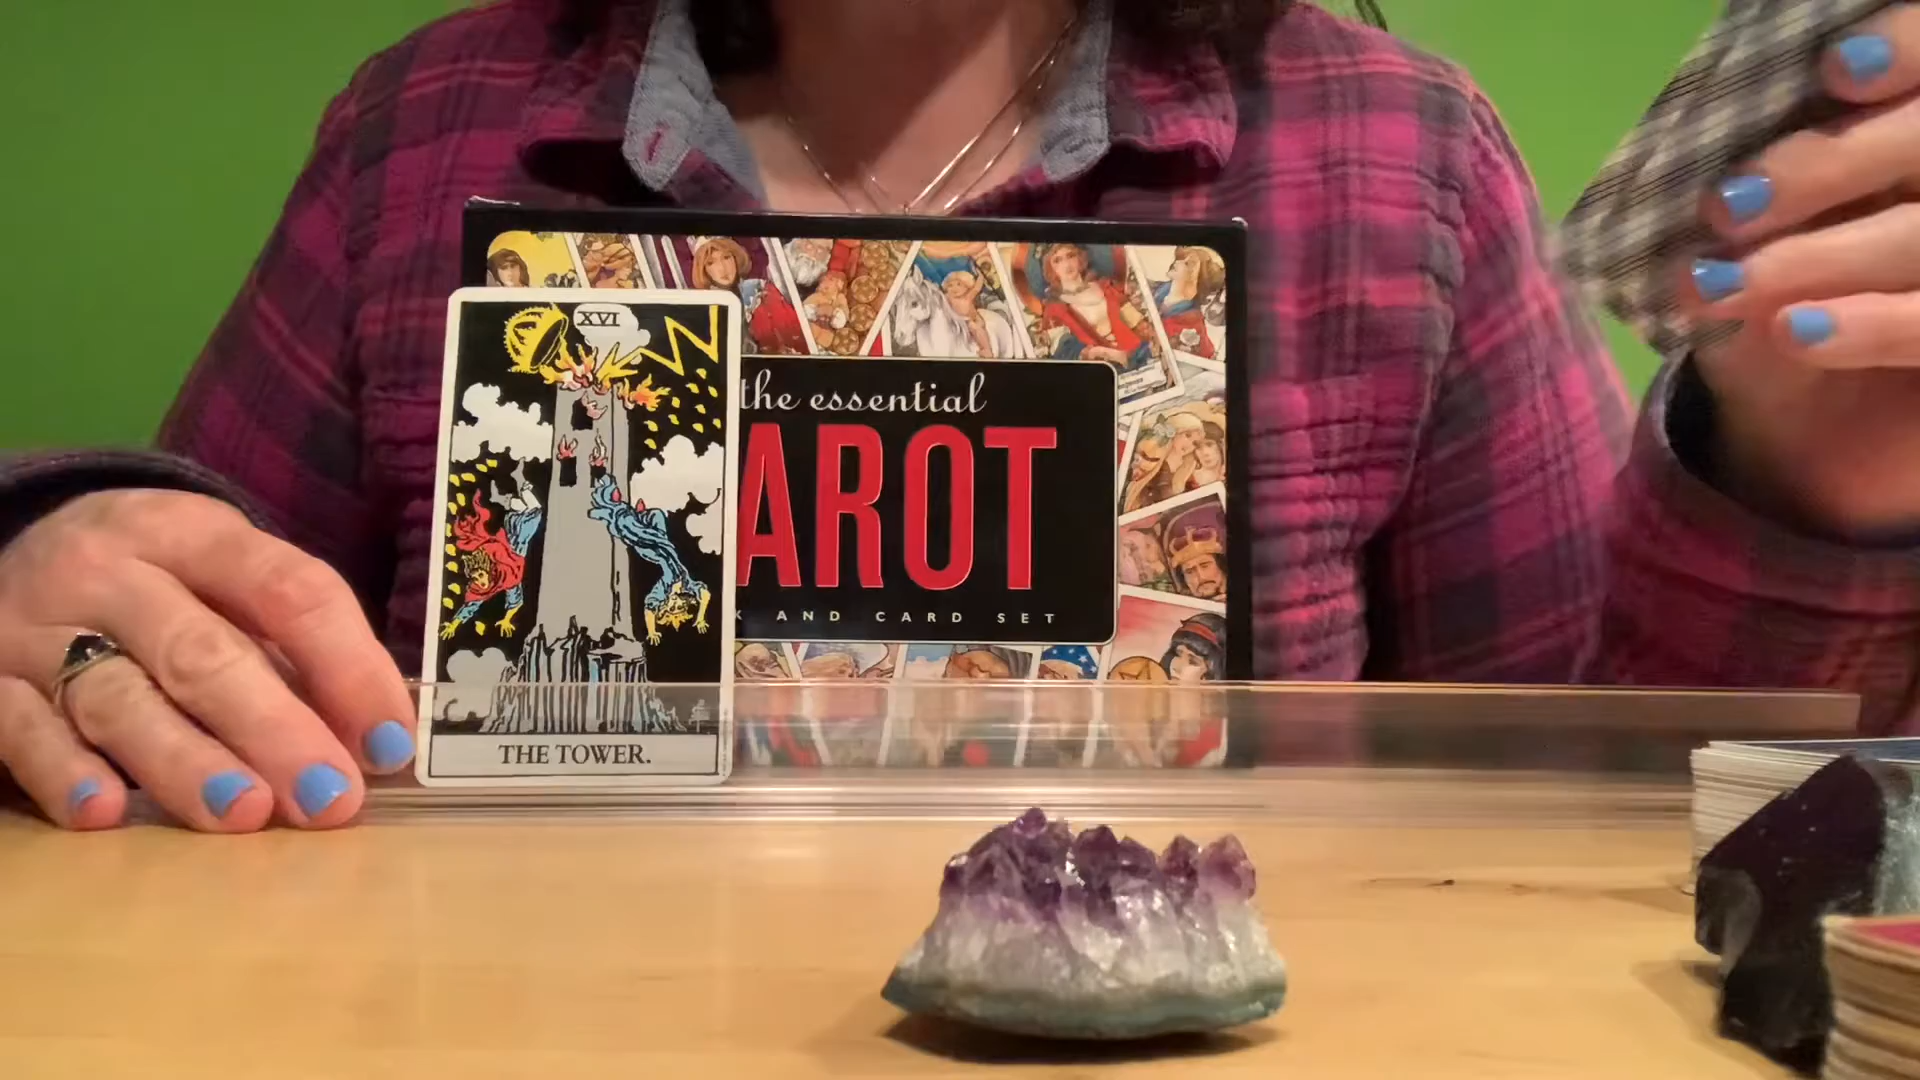 XVI
THE TOWER.
the essential
AROT
K AND CARD SET